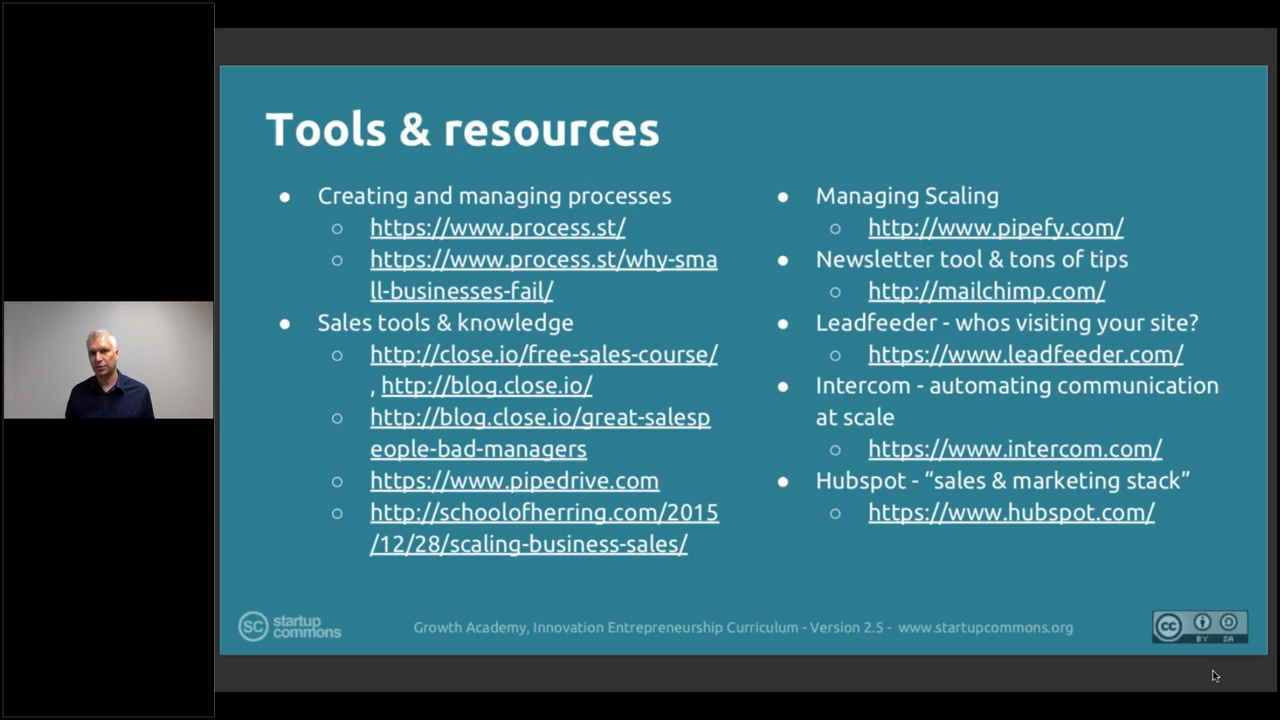 Tools & resources
● Creating and managing processes
○ https://www.process.st/
○ https://www.process.st/why-sma
ll-businesses-fail/
● Sales tools & knowledge
○ http://close.io/free-sales-course/
, http://blog.close.io/
○ http://blog.close.io/great-salesp
eople-bad-managers
○ https://www.pipedrive.com
○ http://schoolofherring.com/2015
/12/28/scaling-business-sales/
● Managing Scaling
○ http://www.pipefy.com/
● Newsletter tool & tons of tips
○ http://mailchimp.com/
● Leadfeeder - whos visiting your site?
○ https://www.leadfeeder.com/
● Intercom - automating communication
at scale
○ https://www.intercom.com/
● Hubspot - “sales & marketing stack”
○ https://www.hubspot.com/
SC startup
commons
Growth Academy, Innovation Entrepreneurship Curriculum - Version 2.5 - www.startupcommons.org
cc BY SA